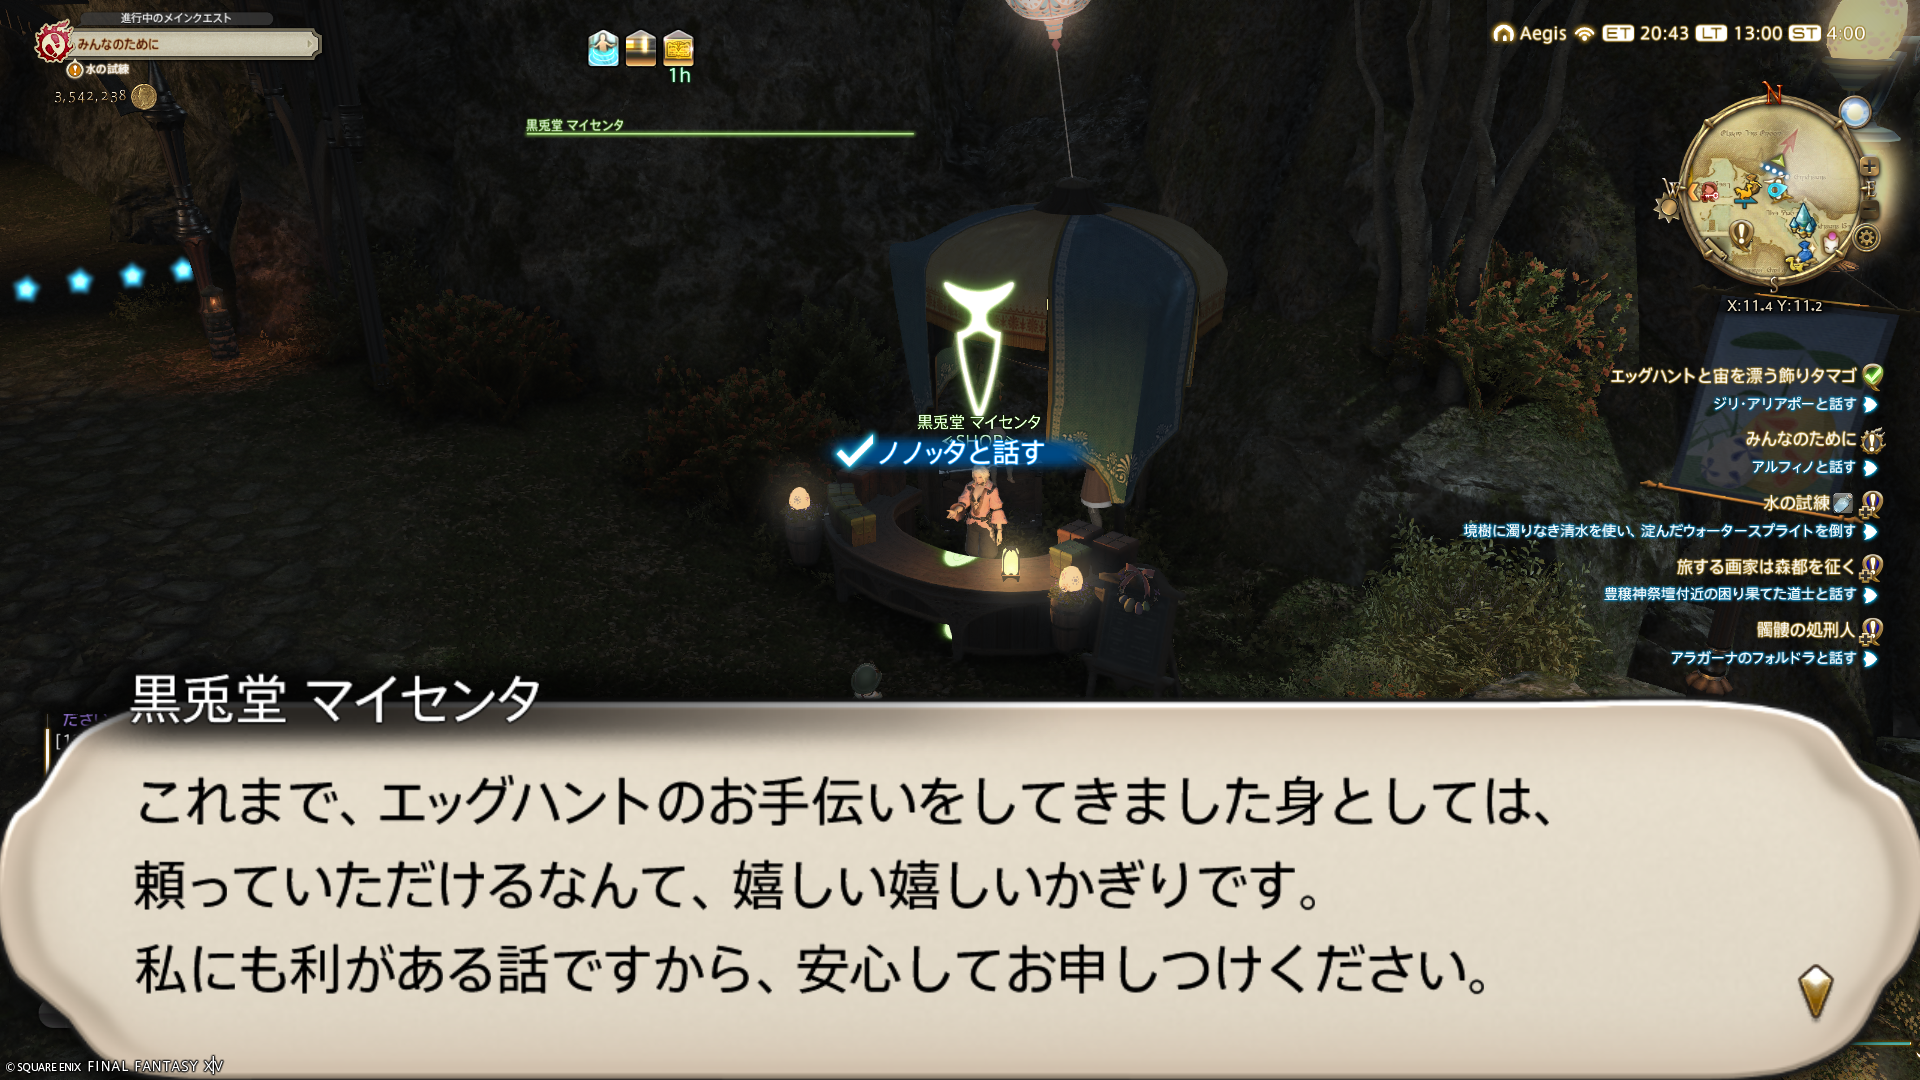 進行中のメインクエスト
みんなのために
水の試練
3,542,238
1h
黒兎堂 マイセンタ
Aegis ET 20:43 LT 13:00 ST 4:00
N
E
S
W
X:11.4 Y:11.2
エッグハントと宙を漂う飾りタマゴ
ジリ・アリアポーと話す
みんなのために
アルフィノと話す
水の試練
境樹に濁りなき清水を使い、淀んだウォータースプライトを倒す
旅する画家は森都を征く
豊穣神祭壇付近の困り果てた道士と話す
髑髏の処刑人
アラガーナのフォルドラと話す
黒兎堂 マイセンタ
<SHOP>
ノノッタと話す
黒兎堂 マイセンタ
これまで、エッグハントのお手伝いをしてきました身としては、
頼っていただけるなんて、嬉しい嬉しいかぎりです。
私にも利がある話ですから、安心してお申しつけください。
© SQUARE ENIX FINAL FANTASY XIV